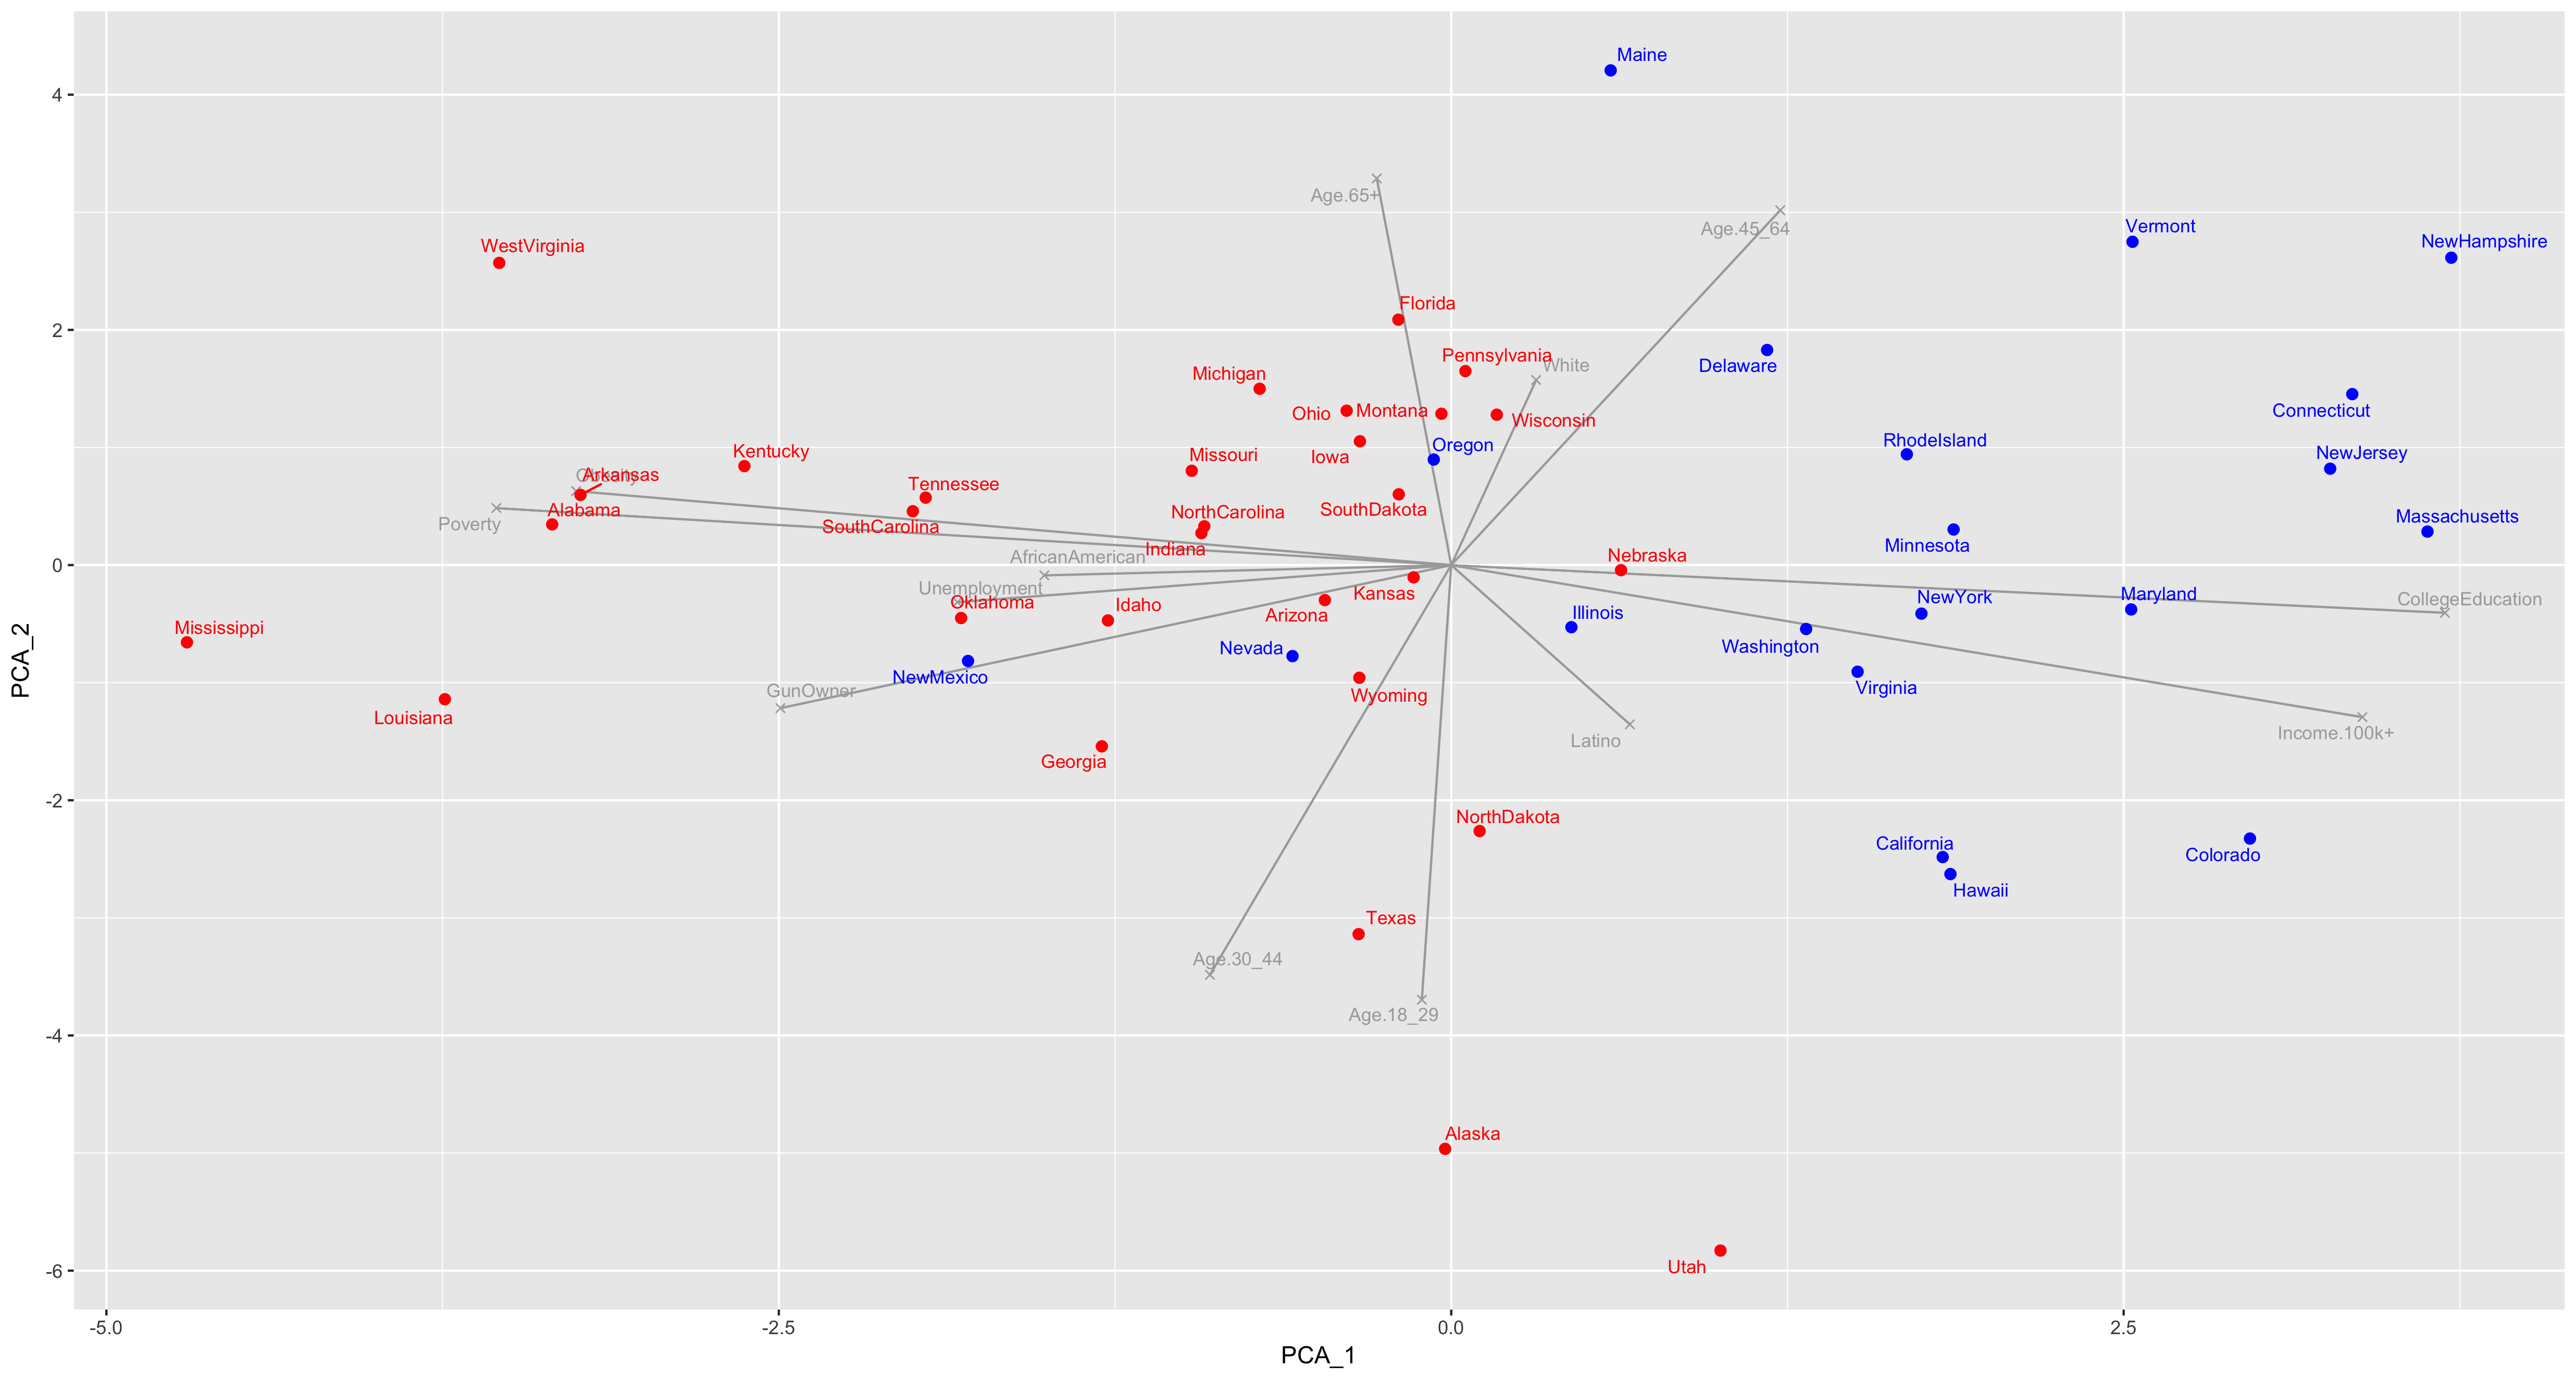 Maine
4
Vermont
NewHampshire
Age.65+
Age.45_64
WestVirginia
Florida
2
Pennsylvania
White
Delaware
Michigan
Ohio
Montana
Wisconsin
Connecticut
Oregon
RhodeIsland
Kentucky
Missouri
Iowa
NewJersey
Obesity
Arkansas
Tennessee
Alabama
NorthCarolina
SouthDakota
Massachusetts
Poverty
SouthCarolina
Indiana
Minnesota
AfricanAmerican
Nebraska
0
Unemployment
Kansas
Maryland
NewYork
CollegeEducation
Oklahoma
Idaho
Arizona
Illinois
Mississippi
Nevada
Washington
PCA_2
NewMexico
GunOwner
Wyoming
Virginia
Louisiana
Latino
Income.100k+
Georgia
-2
NorthDakota
California
Colorado
Hawaii
Texas
Age.30_44
Age.18_29
-4
Alaska
Utah
-6
-5.0
-2.5
0.0
2.5
PCA_1